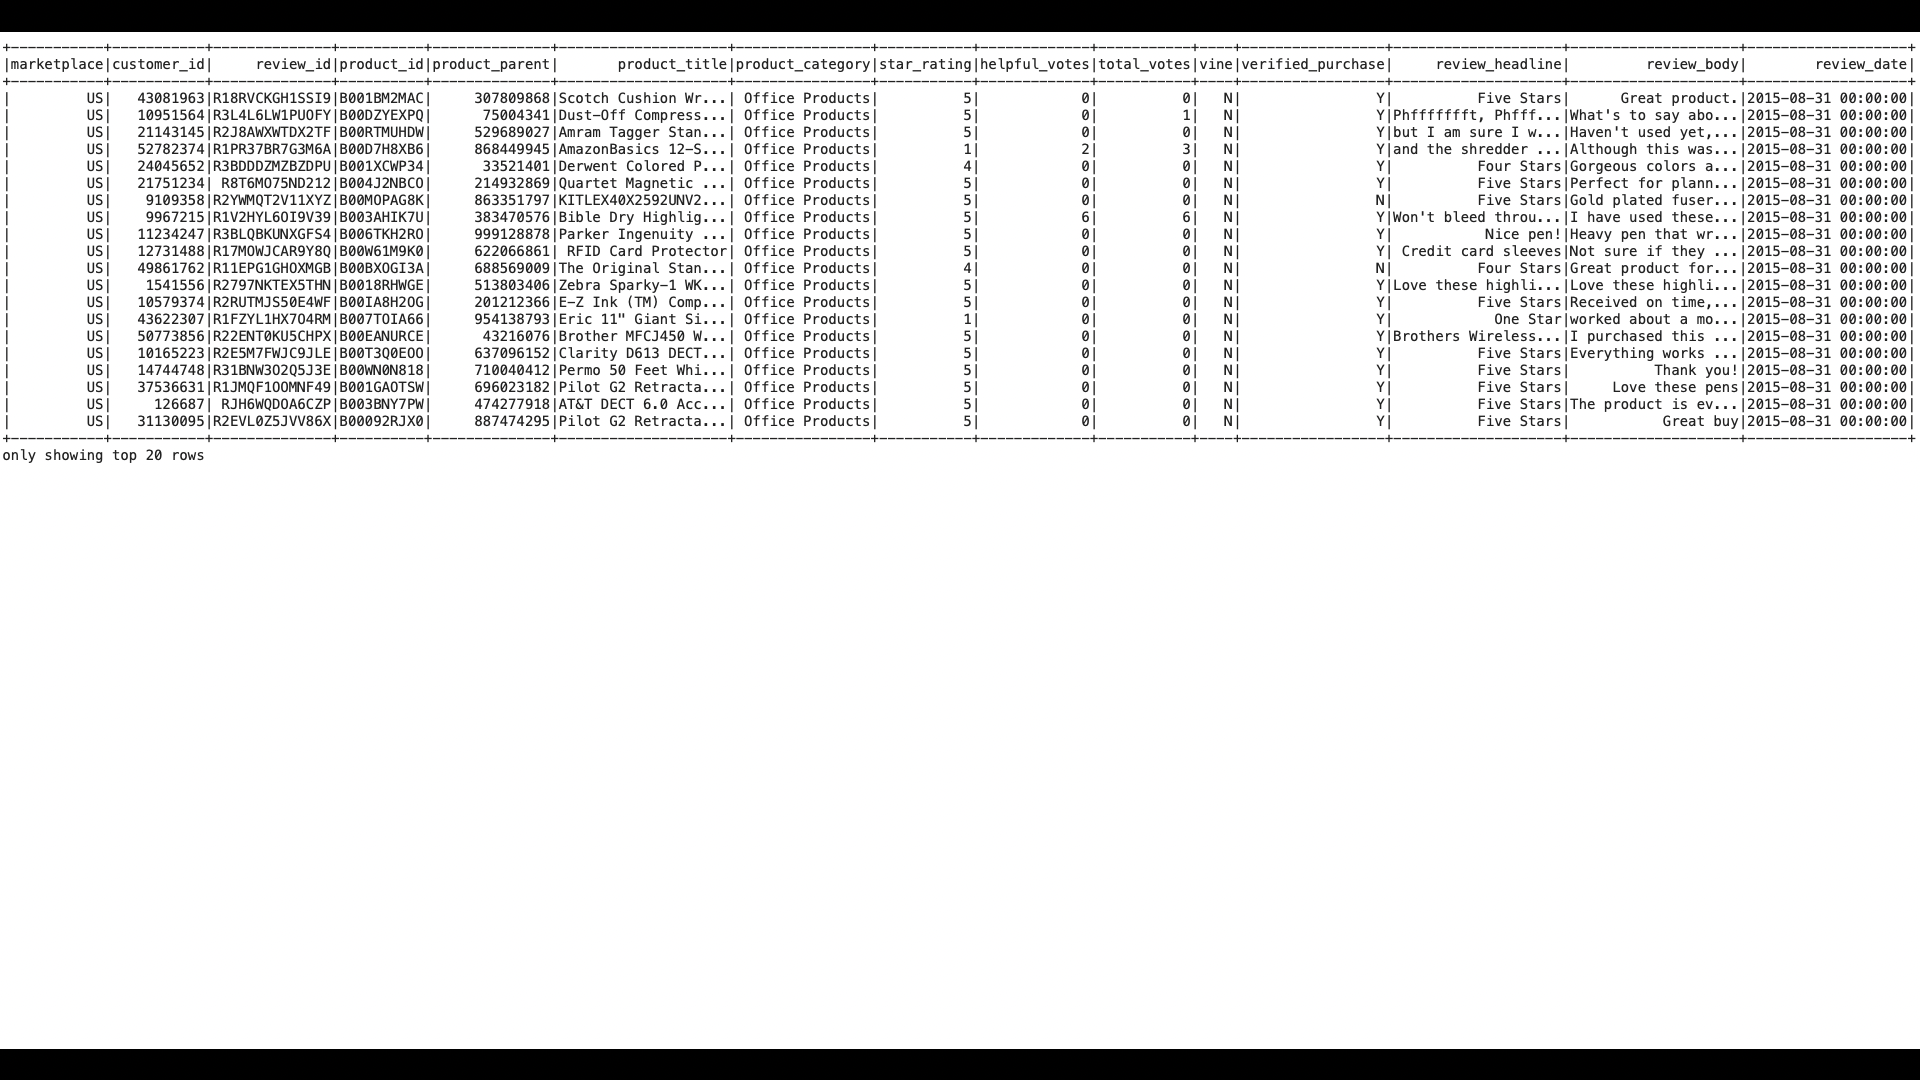 +-----------+-----------+--------------+----------+--------------+--------------------+----------------+-----------+-------------+-----------+----+-----------------+--------------------+--------------------+-------------------+
|marketplace|customer_id|     review_id|product_id|product_parent|       product_title|product_category|star_rating|helpful_votes|total_votes|vine|verified_purchase|     review_headline|         review_body|        review_date|
+-----------+-----------+--------------+----------+--------------+--------------------+----------------+-----------+-------------+-----------+----+-----------------+--------------------+--------------------+-------------------+
|         US|   43081963|R18RVCKGH1SSI9|B001BM2MAC|     307809868|Scotch Cushion Wr...| Office Products|          5|            0|          0|   N|                Y|          Five Stars|      Great product.|2015-08-31 00:00:00|
|         US|   10951564|R3L4L6LW1PUOFY|B00DZYEXPQ|      75004341|Dust-Off Compress...| Office Products|          5|            0|          1|   N|                Y|Phffffffft, Phfff...|What's to say abo...|2015-08-31 00:00:00|
|         US|   21143145|R2J8AWXWTDX2TF|B00RTMUHDW|     529689027|Amram Tagger Stan...| Office Products|          5|            0|          0|   N|                Y|but I am sure I w...|Haven't used yet,...|2015-08-31 00:00:00|
|         US|   52782374|R1PR37BR7G3M6A|B00D7H8XB6|     868449945|AmazonBasics 12-S...| Office Products|          1|            2|          3|   N|                Y|and the shredder ...|Although this was...|2015-08-31 00:00:00|
|         US|   24045652|R3BDDDZMZBZDPU|B001XCWP34|      33521401|Derwent Colored P...| Office Products|          4|            0|          0|   N|                Y|          Four Stars|Gorgeous colors a...|2015-08-31 00:00:00|
|         US|   21751234| R8T6MO75ND212|B004J2NBCO|     214932869|Quartet Magnetic ...| Office Products|          5|            0|          0|   N|                Y|          Five Stars|Perfect for plann...|2015-08-31 00:00:00|
|         US|    9109358|R2YWMQT2V11XYZ|B00MOPAG8K|     863351797|KITLEX40X2592UNV2...| Office Products|          5|            0|          0|   N|                N|          Five Stars|Gold plated fuser...|2015-08-31 00:00:00|
|         US|    9967215|R1V2HYL6OI9V39|B003AHIK7U|     383470576|Bible Dry Highlig...| Office Products|          5|            6|          6|   N|                Y|Won't bleed throu...|I have used these...|2015-08-31 00:00:00|
|         US|   11234247|R3BLQBKUNXGFS4|B006TKH2RO|     999128878|Parker Ingenuity ...| Office Products|          5|            0|          0|   N|                Y|           Nice pen!|Heavy pen that wr...|2015-08-31 00:00:00|
|         US|   12731488|R17MOWJCAR9Y8Q|B00W61M9K0|     622066861| RFID Card Protector| Office Products|          5|            0|          0|   N|                Y| Credit card sleeves|Not sure if they ...|2015-08-31 00:00:00|
|         US|   49861762|R11EPG1GHOXMGB|B00BXOGI3A|     688569009|The Original Stan...| Office Products|          4|            0|          0|   N|                N|          Four Stars|Great product for...|2015-08-31 00:00:00|
|         US|    1541556|R2797NKTEX5THN|B0018RHWGE|     513803406|Zebra Sparky-1 WK...| Office Products|          5|            0|          0|   N|                Y|Love these highli...|Love these highli...|2015-08-31 00:00:00|
|         US|   10579374|R2RUTMJS50E4WF|B00IA8H2OG|     201212366|E-Z Ink (TM) Comp...| Office Products|          5|            0|          0|   N|                Y|          Five Stars|Received on time,...|2015-08-31 00:00:00|
|         US|   43622307|R1FZYL1HX7O4RM|B007TOIA66|     954138793|Eric 11" Giant Si...| Office Products|          1|            0|          0|   N|                Y|            One Star|worked about a mo...|2015-08-31 00:00:00|
|         US|   50773856|R22ENT0KU5CHPX|B00EANURCE|      43216076|Brother MFCJ450 W...| Office Products|          5|            0|          0|   N|                Y|Brothers Wireless...|I purchased this ...|2015-08-31 00:00:00|
|         US|   10165223|R2E5M7FWJC9JLE|B00T3Q0EOO|     637096152|Clarity D613 DECT...| Office Products|          5|            0|          0|   N|                Y|          Five Stars|Everything works ...|2015-08-31 00:00:00|
|         US|   14744748|R31BNW3O2Q5J3E|B00WN0N818|     710040412|Permo 50 Feet Whi...| Office Products|          5|            0|          0|   N|                Y|          Five Stars|          Thank you!|2015-08-31 00:00:00|
|         US|   37536631|R1JMQF1OOMNF49|B001GAOTSW|     696023182|Pilot G2 Retracta...| Office Products|          5|            0|          0|   N|                Y|          Five Stars|     Love these pens|2015-08-31 00:00:00|
|         US|     126687| RJH6WQDOA6CZP|B003BNY7PW|     474277918|AT&T DECT 6.0 Acc...| Office Products|          5|            0|          0|   N|                Y|          Five Stars|The product is ev...|2015-08-31 00:00:00|
|         US|   31130095|R2EVL0Z5JVV86X|B00092RJX0|     887474295|Pilot G2 Retracta...| Office Products|          5|            0|          0|   N|                Y|          Five Stars|           Great buy|2015-08-31 00:00:00|
+-----------+-----------+--------------+----------+--------------+--------------------+----------------+-----------+-------------+-----------+----+-----------------+--------------------+--------------------+-------------------+
only showing top 20 rows